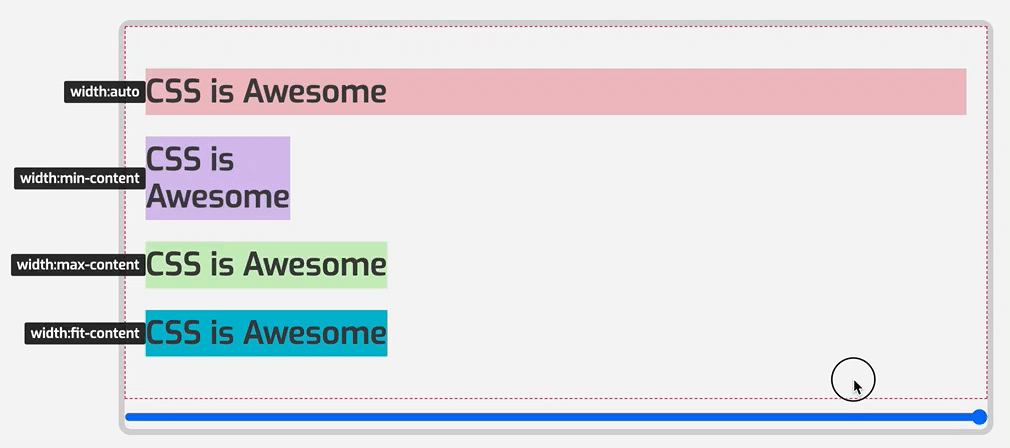 width:auto
CSS is Awesome
width:min-content
CSS is
Awesome
width:max-content
CSS is Awesome
width:fit-content
CSS is Awesome